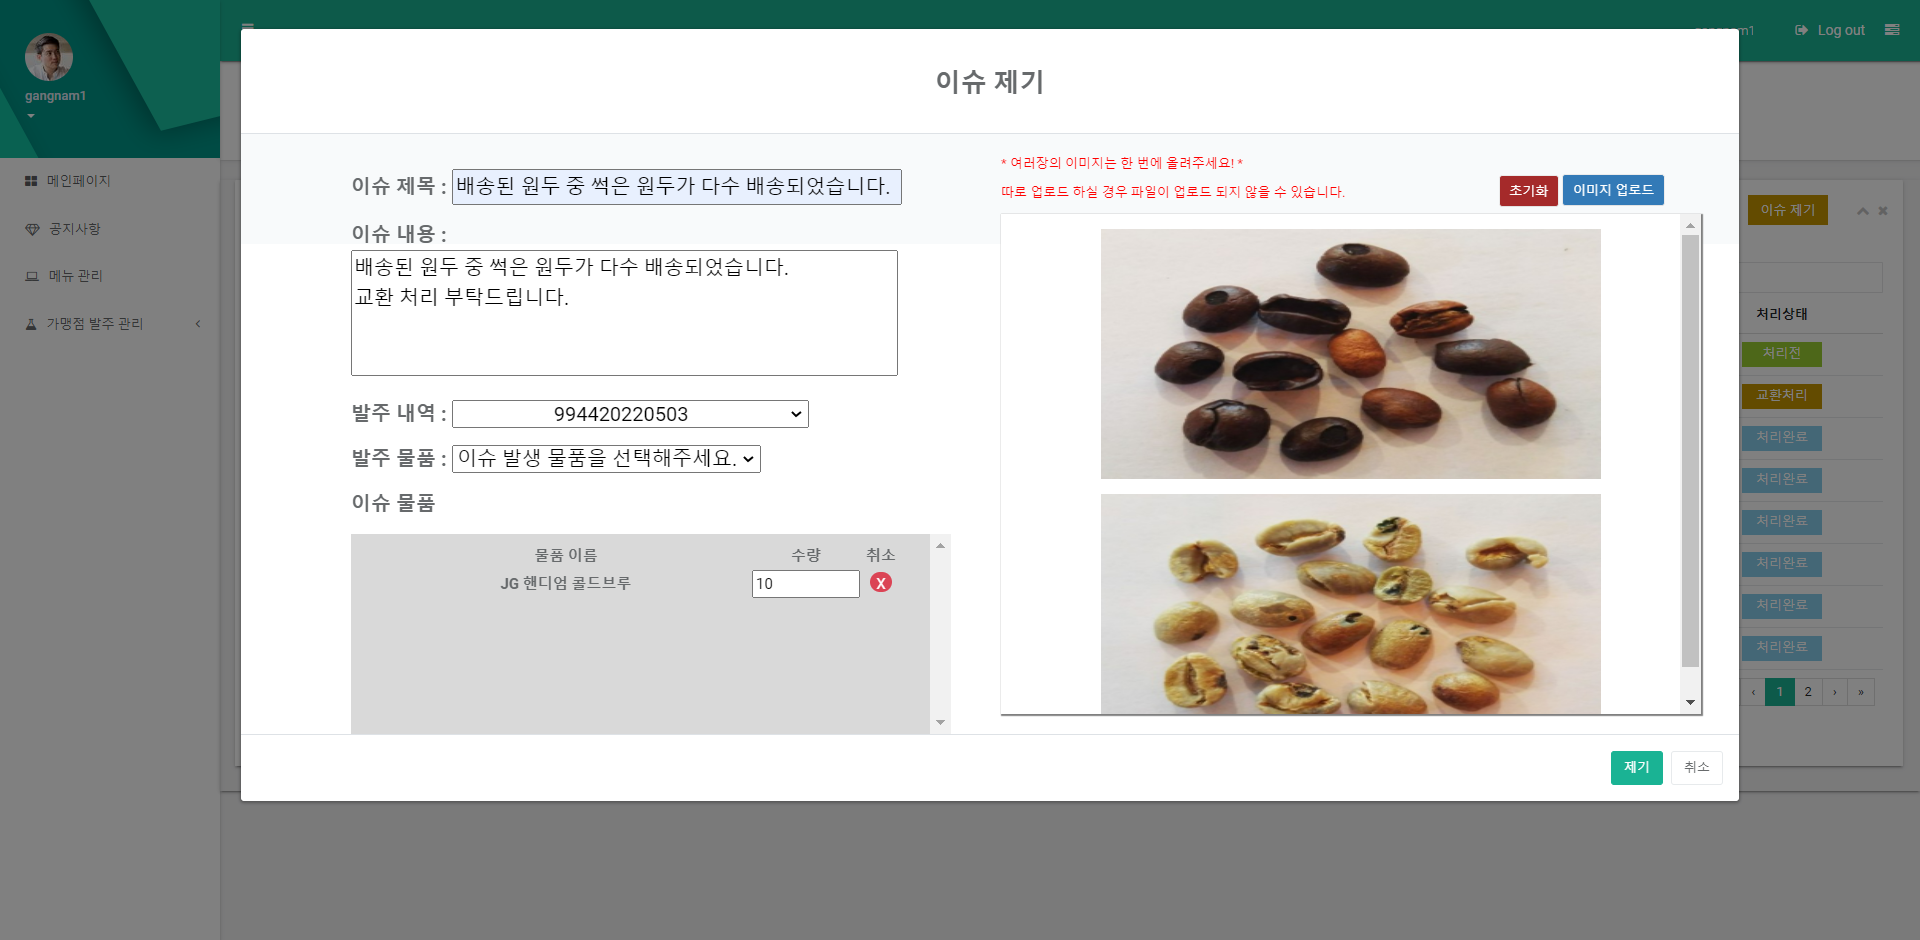 gangnam1
메인페이지
공지사항
메뉴 관리
가맹점 발주 관리
Log out
이슈 제기
이슈 제목 : 배송된 원두 중 썩은 원두가 다수 배송되었습니다.
이슈 내용 :
배송된 원두 중 썩은 원두가 다수 배송되었습니다.
교환 처리 부탁드립니다.
발주 내역 : 994420220503
발주 물품 : 이슈 발생 물품을 선택해주세요.
이슈 물품
물품 이름 수량 취소
JG 핸디엄 콜드브루 10 X
* 여러장의 이미지는 한 번에 올려주세요! *
따로 업로드 하실 경우 파일이 업로드 되지 않을 수 있습니다.
초기화 이미지 업로드
제기 취소
이슈 제기
처리상태
처리전
교환처리
처리완료
처리완료
처리완료
처리완료
처리완료
처리완료
‹ 1 2 › »